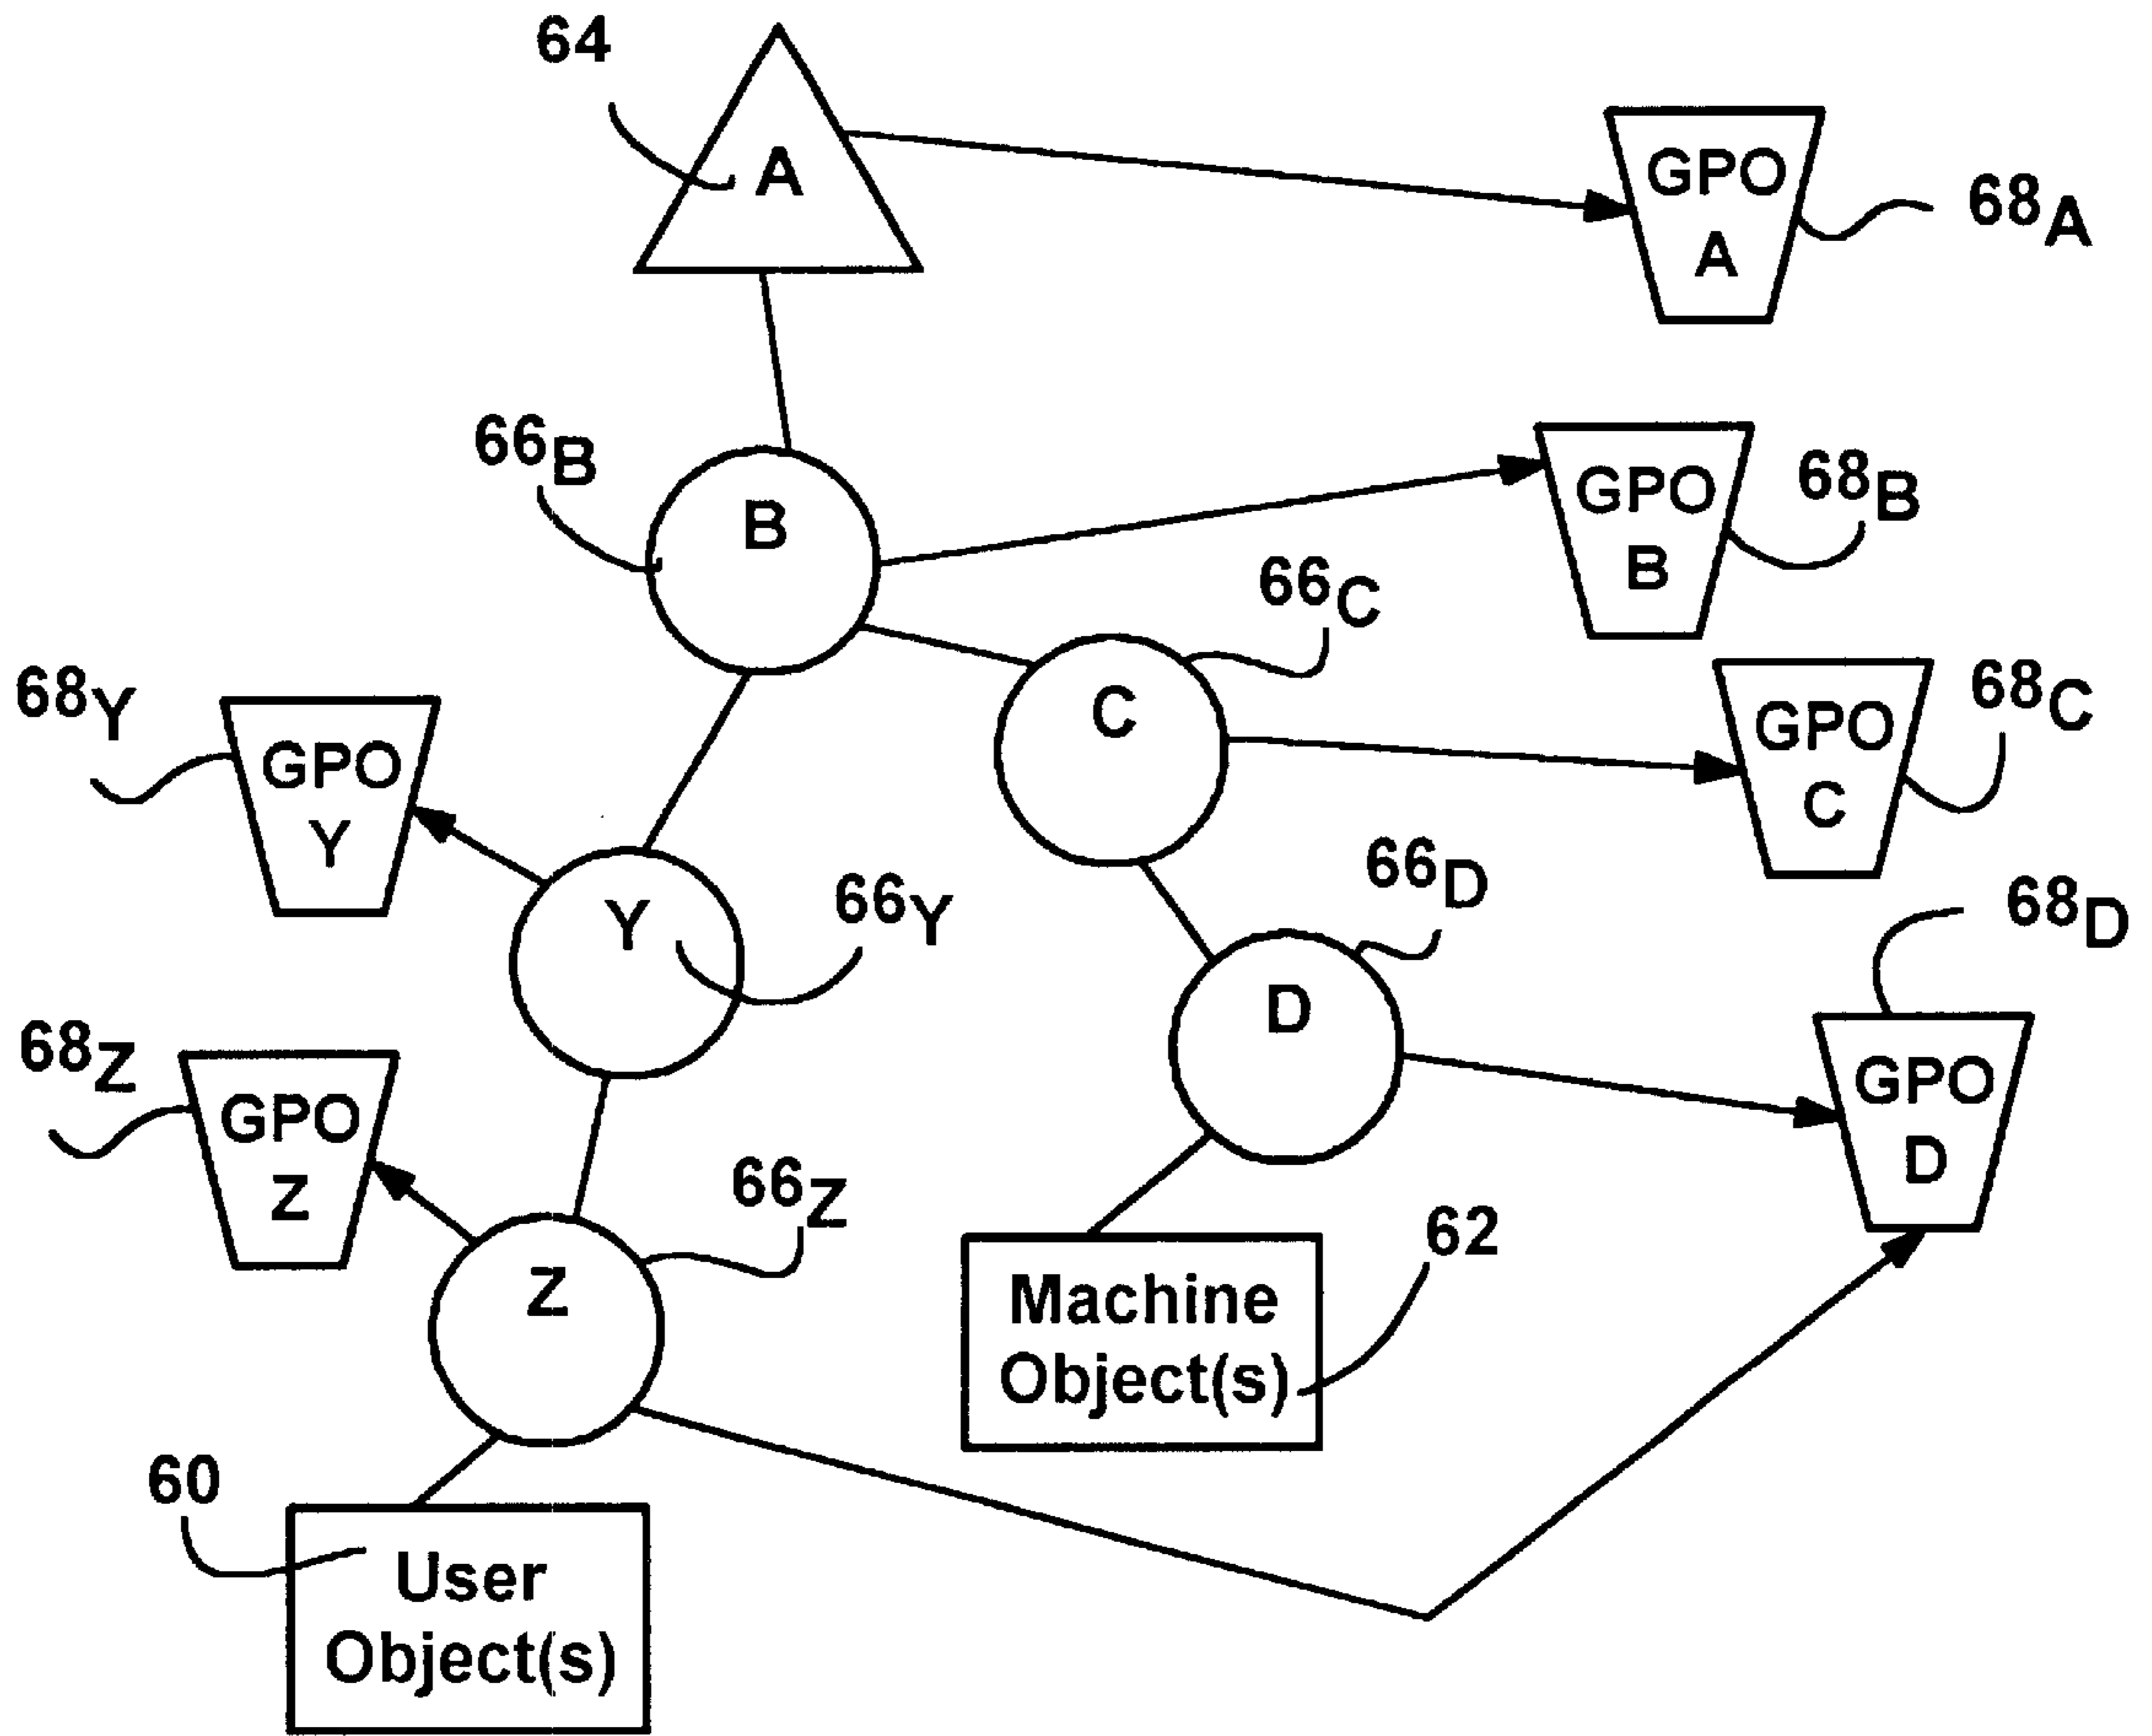 64
A
GPO
A
68A
66B
B
GPO
B
68B
66C
C
68Y
GPO
Y
GPO
C
68C
66D
Y
66Y
68D
D
68Z
GPO
Z
GPO
D
66Z
Z
62
Machine
Object(s)
60
User
Object(s)